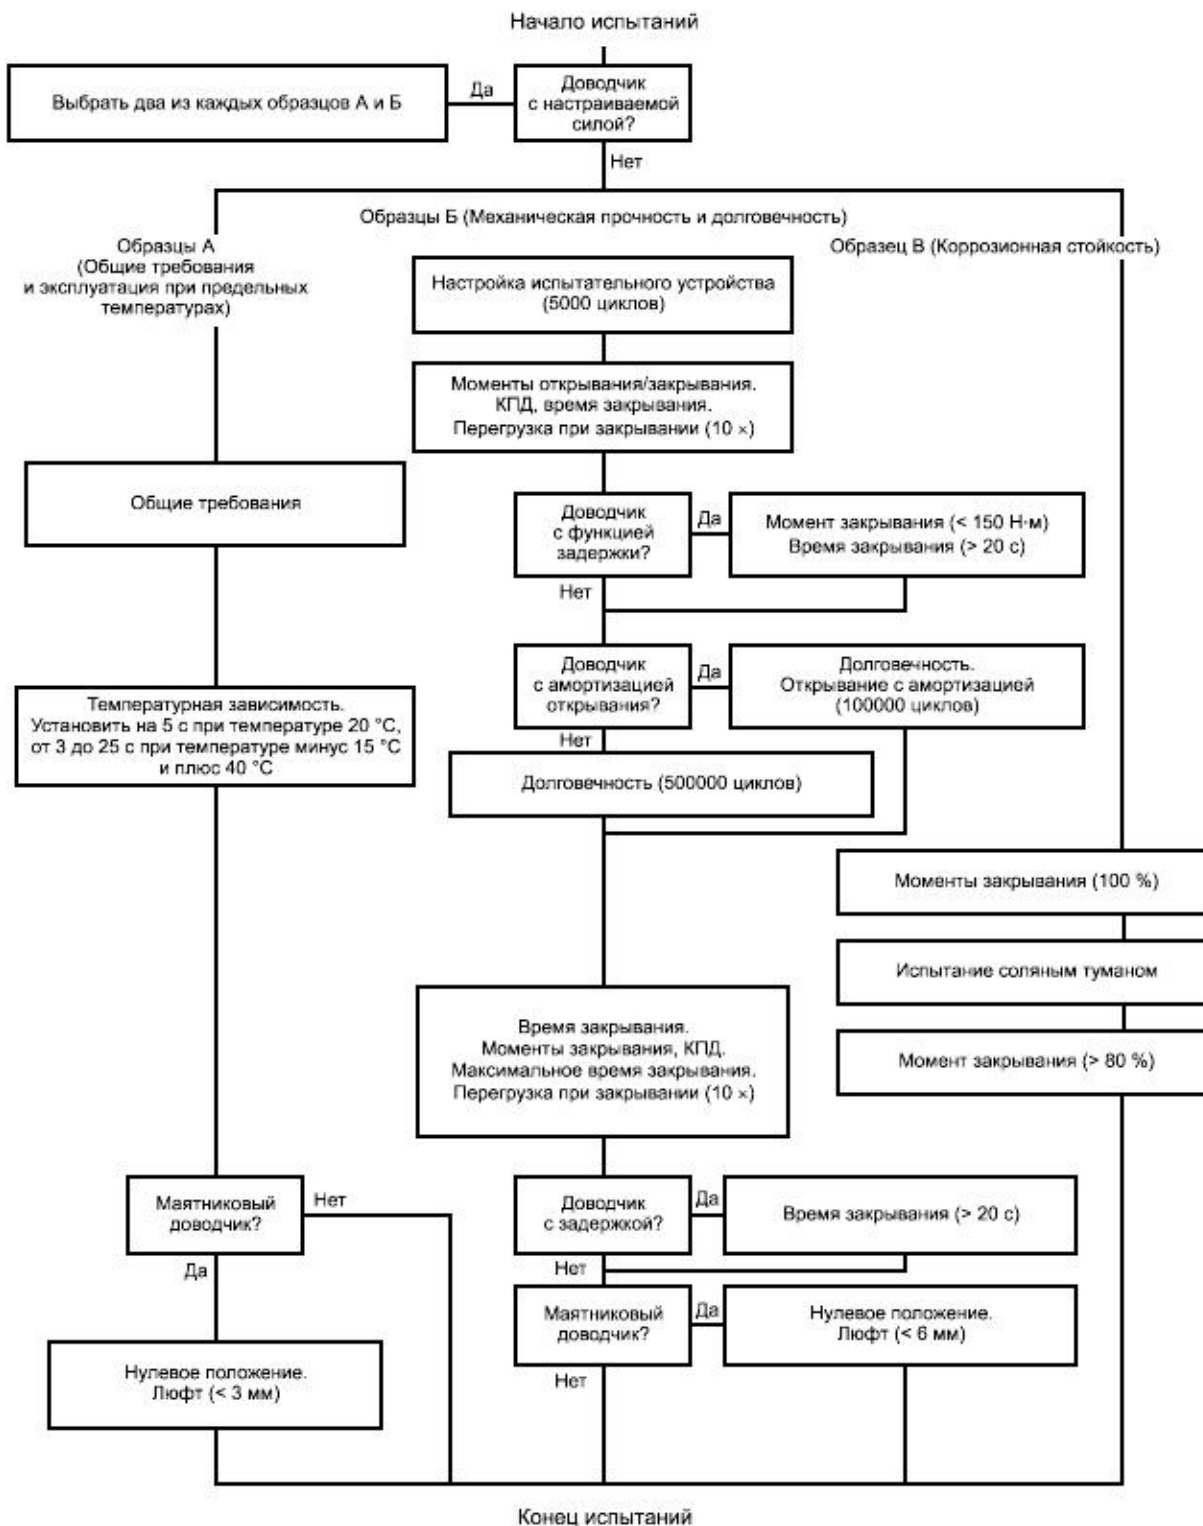 Начало испытаний
Выбрать два из каждых образцов А и Б
Да
Доводчик
с настраиваемой
силой?
Нет
Образцы Б (Механическая прочность и долговечность)
Образцы А
(Общие требования
и эксплуатация при предельных
температурах)
Образец В (Коррозионная стойкость)
Настройка испытательного устройства
(5000 циклов)
Моменты открывания/закрывания.
КПД, время закрывания.
Перегрузка при закрывании (10 ×)
Общие требования
Доводчик
с функцией
задержки?
Да
Момент закрывания (< 150 Н·м)
Время закрывания (> 20 с)
Нет
Доводчик
с амортизацией
открывания?
Да
Долговечность.
Открывание с амортизацией
(100000 циклов)
Температурная зависимость.
Установить на 5 с при температуре 20 °С,
от 3 до 25 с при температуре минус 15 °С
и плюс 40 °С
Нет
Долговечность (500000 циклов)
Моменты закрывания (100 %)
Испытание соляным туманом
Момент закрывания (> 80 %)
Время закрывания.
Моменты закрывания, КПД.
Максимальное время закрывания.
Перегрузка при закрывании (10 ×)
Маятниковый
доводчик?
Нет
Да
Доводчик
с задержкой?
Да
Время закрывания (> 20 с)
Нет
Маятниковый
доводчик?
Да
Нулевое положение.
Люфт (< 6 мм)
Нет
Нулевое положение.
Люфт (< 3 мм)
Конец испытаний